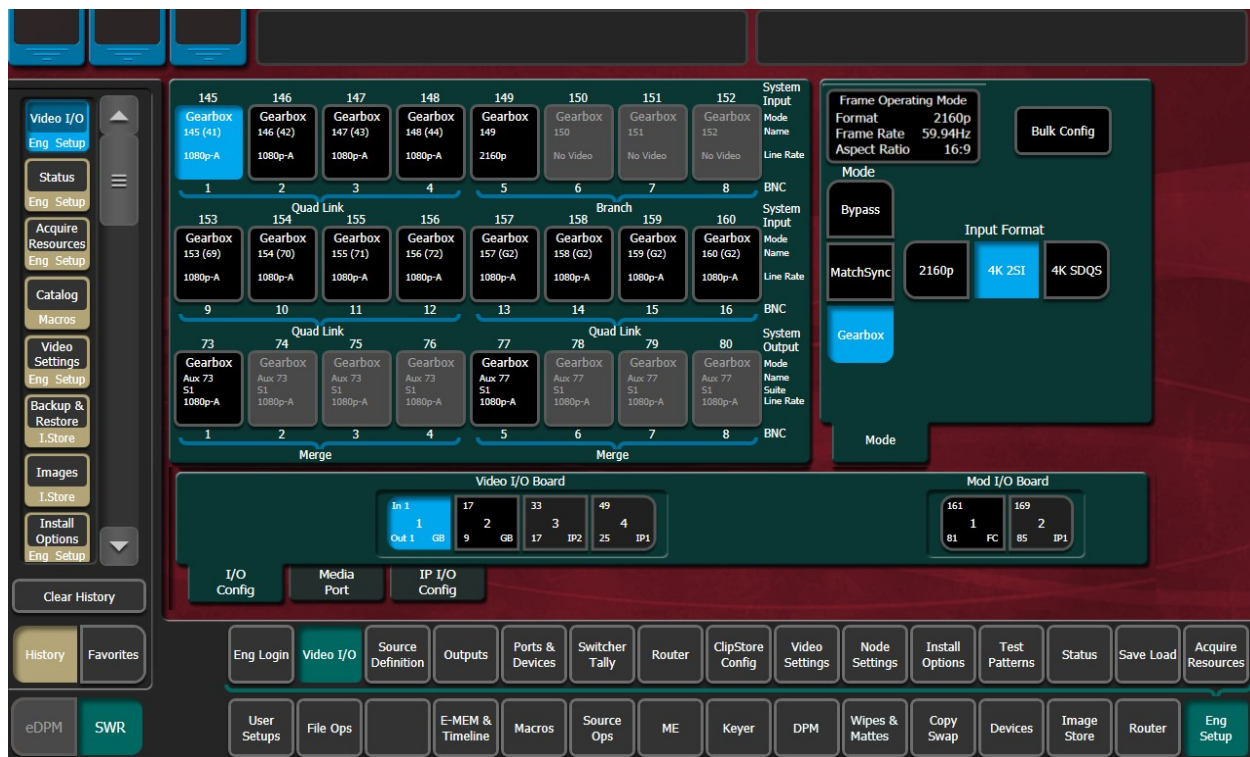 Video I/O
Eng Setup
Status
Eng Setup
Acquire
Resources
Eng Setup
Catalog
Macros
Video
Settings
Eng Setup
Backup &
Restore
I.Store
Images
I.Store
Install
Options
Eng Setup
Clear History
History Favorites
eDPM SWR
145 146 147 148 149 150 151 152 System Input
Gearbox Gearbox Gearbox Gearbox Gearbox Gearbox Gearbox Gearbox Mode
145 (41) 146 (42) 147 (43) 148 (44) 149 150 151 152 Name
1080p-A 1080p-A 1080p-A 1080p-A 2160p No Video No Video No Video Line Rate
1 2 3 4 5 6 7 8 BNC
Quad Link Branch
153 154 155 156 157 158 159 160 System Input
Gearbox Gearbox Gearbox Gearbox Gearbox Gearbox Gearbox Gearbox Mode
153 (69) 154 (70) 155 (71) 156 (72) 157 (G2) 158 (G2) 159 (G2) 160 (G2) Name
1080p-A 1080p-A 1080p-A 1080p-A 1080p-A 1080p-A 1080p-A 1080p-A Line Rate
9 10 11 12 13 14 15 16 BNC
Quad Link Quad Link
73 74 75 76 77 78 79 80 System Output
Gearbox Gearbox Gearbox Gearbox Gearbox Gearbox Gearbox Gearbox Mode
Aux 73 Aux 73 Aux 73 Aux 73 Aux 77 Aux 77 Aux 77 Aux 77 Name
S1 S1 S1 S1 S1 S1 S1 S1 Suite
1080p-A 1080p-A 1080p-A 1080p-A 1080p-A 1080p-A 1080p-A 1080p-A Line Rate
1 2 3 4 5 6 7 8 BNC
Merge Merge
Frame Operating Mode
Format 2160p
Frame Rate 59.94Hz
Aspect Ratio 16:9
Bulk Config
Mode
Bypass
MatchSync
Gearbox
Input Format
2160p 4K 2SI 4K SDQS
Mode
Video I/O Board
In 1 17 33 49
1 2 3 4
Out 1 GB 9 GB 17 IP2 25 IP1
Mod I/O Board
161 169
1 2
81 FC 85 IP1
I/O
Config
Media
Port
IP I/O
Config
Eng Login
Video I/O
Source
Definition
Outputs
Ports &
Devices
Switcher
Tally
Router
ClipStore
Config
Video
Settings
Node
Settings
Install
Options
Test
Patterns
Status
Save Load
Acquire
Resources
User
Setups
File Ops
E-MEM &
Timeline
Macros
Source
Ops
ME
Keyer
DPM
Wipes &
Mattes
Copy
Swap
Devices
Image
Store
Router
Eng
Setup